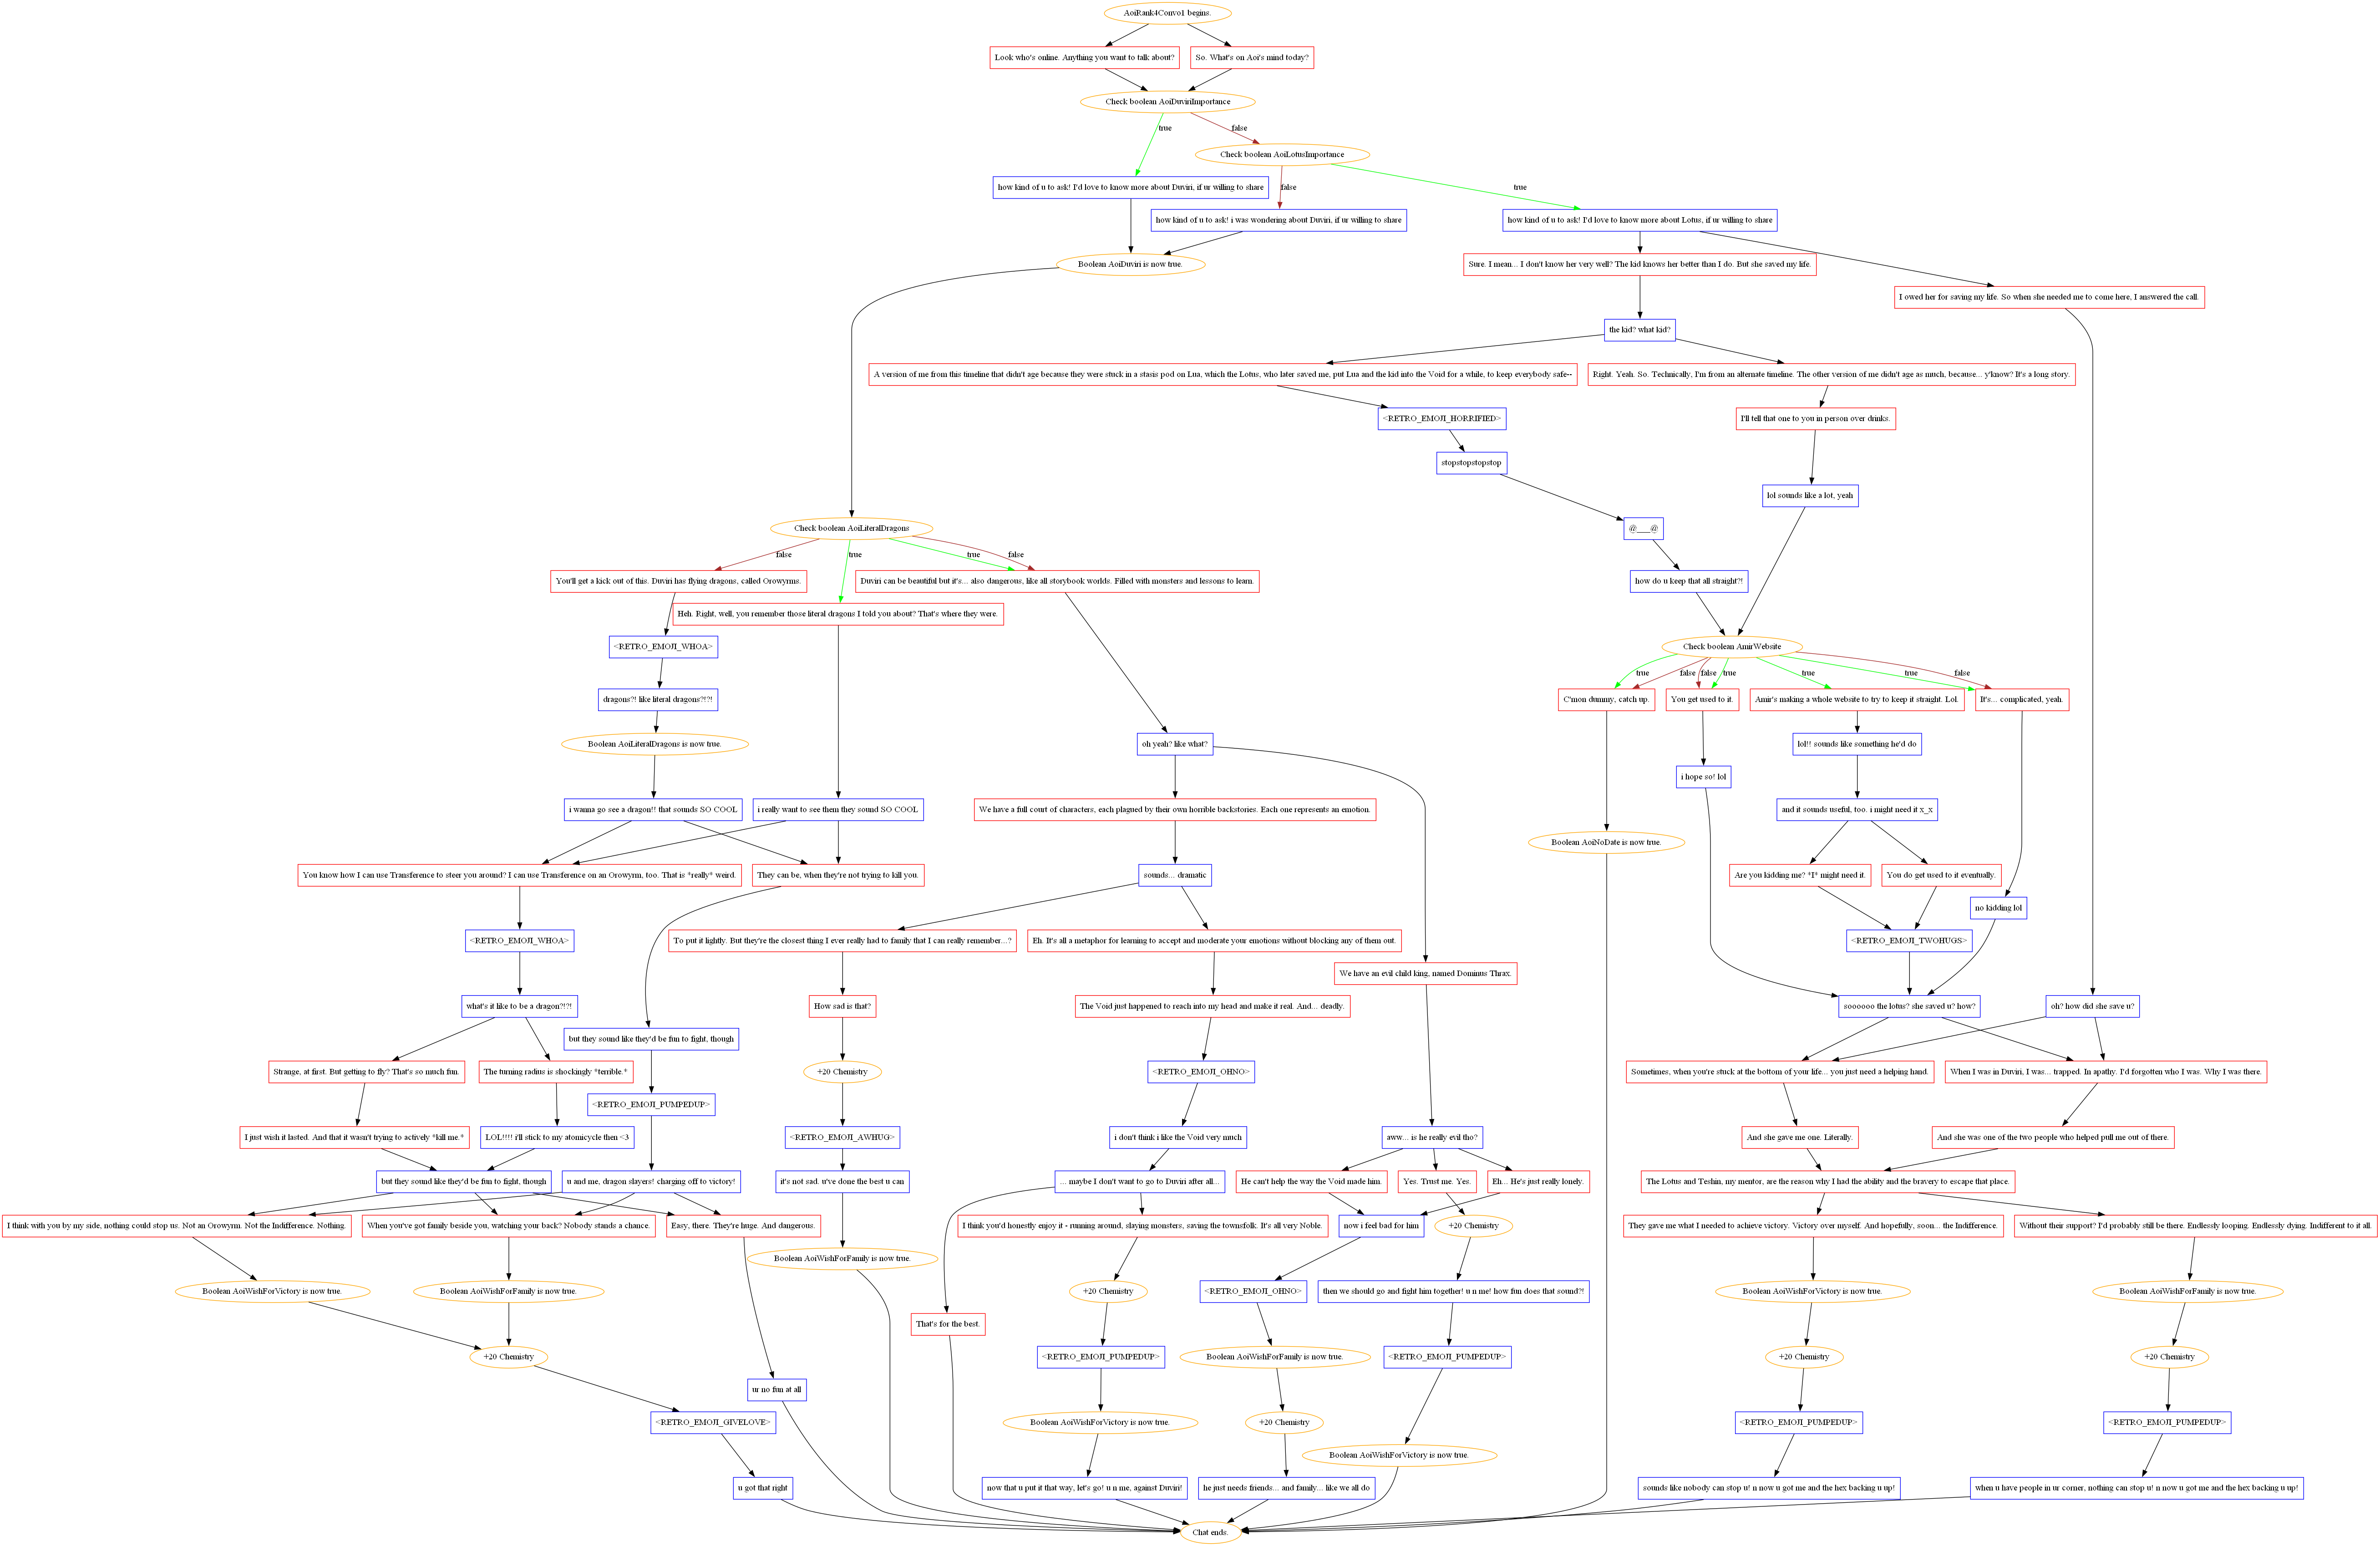 AoiRank4Convo1 begins.
Look who's online. Anything you want to talk about?
So. What's on Aoi's mind today?
Check boolean AoiDuviriImportance
true
false
Check boolean AoiLotusImportance
how kind of u to ask! I'd love to know more about Duviri, if ur willing to share
false
true
how kind of u to ask! i was wondering about Duviri, if ur willing to share
how kind of u to ask! I'd love to know more about Lotus, if ur willing to share
Boolean AoiDuviri is now true.
Sure. I mean... I don't know her very well? The kid knows her better than I do. But she saved my life.
I owed her for saving my life. So when she needed me to come here, I answered the call.
the kid? what kid?
A version of me from this timeline that didn't age because they were stuck in a stasis pod on Lua, which the Lotus, who later saved me, put Lua and the kid into the Void for a while, to keep everybody safe--
Right. Yeah. So. Technically, I'm from an alternate timeline. The other version of me didn't age as much, because... y'know? It's a long story.
<RETRO_EMOJI_HORRIFIED>
I'll tell that one to you in person over drinks.
stopstopstopstop
lol sounds like a lot, yeah
Check boolean AoiLiteralDragons
@___@
false
true
true
false
You'll get a kick out of this. Duviri has flying dragons, called Orowyrms.
Duviri can be beautiful but it's... also dangerous, like all storybook worlds. Filled with monsters and lessons to learn.
how do u keep that all straight?!
Heh. Right, well, you remember those literal dragons I told you about? That's where they were.
<RETRO_EMOJI_WHOA>
Check boolean AmirWebsite
true
false
false
true
true
true
false
dragons?! like literal dragons?!?!
C'mon dummy, catch up.
You get used to it.
Amir's making a whole website to try to keep it straight. Lol.
It's... complicated, yeah.
Boolean AoiLiteralDragons is now true.
oh yeah? like what?
lol!! sounds like something he'd do
i hope so! lol
i wanna go see a dragon!! that sounds SO COOL
i really want to see them they sound SO COOL
We have a full court of characters, each plagued by their own horrible backstories. Each one represents an emotion.
and it sounds useful, too. i might need it x_x
Boolean AoiNoDate is now true.
You know how I can use Transference to steer you around? I can use Transference on an Orowyrm, too. That is *really* weird.
They can be, when they're not trying to kill you.
sounds... dramatic
Are you kidding me? *I* might need it.
You do get used to it eventually.
no kidding lol
<RETRO_EMOJI_WHOA>
To put it lightly. But they're the closest thing I ever really had to family that I can really remember...?
Eh. It's all a metaphor for learning to accept and moderate your emotions without blocking any of them out.
<RETRO_EMOJI_TWOHUGS>
We have an evil child king, named Dominus Thrax.
what's it like to be a dragon?!?!
How sad is that?
The Void just happened to reach into my head and make it real. And... deadly.
soooooo the lotus? she saved u? how?
oh? how did she save u?
but they sound like they'd be fun to fight, though
Strange, at first. But getting to fly? That's so much fun.
The turning radius is shockingly *terrible.*
+20 Chemistry
<RETRO_EMOJI_OHNO>
Sometimes, when you're stuck at the bottom of your life... you just need a helping hand.
When I was in Duviri, I was... trapped. In apathy. I'd forgotten who I was. Why I was there.
<RETRO_EMOJI_PUMPEDUP>
I just wish it lasted. And that it wasn't trying to actively *kill me.*
LOL!!!! i'll stick to my atomicycle then <3
<RETRO_EMOJI_AWHUG>
i don't think i like the Void very much
aww... is he really evil tho?
And she gave me one. Literally.
And she was one of the two people who helped pull me out of there.
but they sound like they'd be fun to fight, though
u and me, dragon slayers! charging off to victory!
it's not sad. u've done the best u can
... maybe I don't want to go to Duviri after all...
He can't help the way the Void made him.
Yes. Trust me. Yes.
Eh... He's just really lonely.
The Lotus and Teshin, my mentor, are the reason why I had the ability and the bravery to escape that place.
I think with you by my side, nothing could stop us. Not an Orowyrm. Not the Indifference. Nothing.
When you've got family beside you, watching your back? Nobody stands a chance.
Easy, there. They're huge. And dangerous.
I think you'd honestly enjoy it - running around, slaying monsters, saving the townsfolk. It's all very Noble.
now i feel bad for him
+20 Chemistry
They gave me what I needed to achieve victory. Victory over myself. And hopefully, soon... the Indifference.
Without their support? I'd probably still be there. Endlessly looping. Endlessly dying. Indifferent to it all.
Boolean AoiWishForFamily is now true.
Boolean AoiWishForVictory is now true.
Boolean AoiWishForFamily is now true.
+20 Chemistry
<RETRO_EMOJI_OHNO>
then we should go and fight him together! u n me! how fun does that sound?!
Boolean AoiWishForVictory is now true.
Boolean AoiWishForFamily is now true.
That's for the best.
+20 Chemistry
<RETRO_EMOJI_PUMPEDUP>
Boolean AoiWishForFamily is now true.
<RETRO_EMOJI_PUMPEDUP>
+20 Chemistry
+20 Chemistry
ur no fun at all
<RETRO_EMOJI_GIVELOVE>
Boolean AoiWishForVictory is now true.
+20 Chemistry
<RETRO_EMOJI_PUMPEDUP>
<RETRO_EMOJI_PUMPEDUP>
Boolean AoiWishForVictory is now true.
u got that right
now that u put it that way, let's go! u n me, against Duviri!
he just needs friends... and family... like we all do
sounds like nobody can stop u! n now u got me and the hex backing u up!
when u have people in ur corner, nothing can stop u! n now u got me and the hex backing u up!
Chat ends.